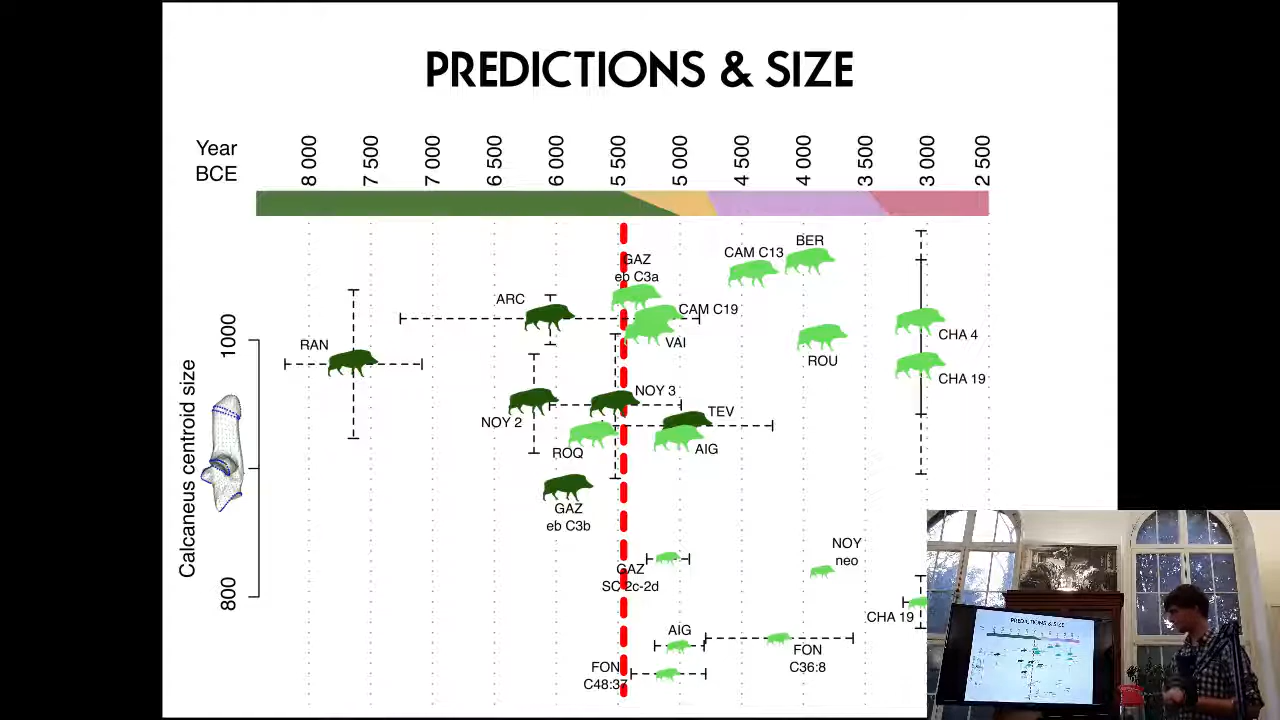 PREDICTIONS & SIZE
Year
BCE
8 000
7 500
7 000
6 500
6 000
5 500
5 000
4 500
4 000
3 500
3 000
2 500
Calcaneus centroid size
1000
800
BER
CAM C13
GAZ
eb C3a
ARC
CAM C19
VAI
CHA 4
RAN
ROU
CHA 19
NOY 3
TEV
NOY 2
ROQ
AIG
GAZ
eb C3b
NOY
neo
GAZ
SC 2c-2d
CHA 19
AIG
FON
C36:8
FON
C48:37
PREDICTIONS & SIZE